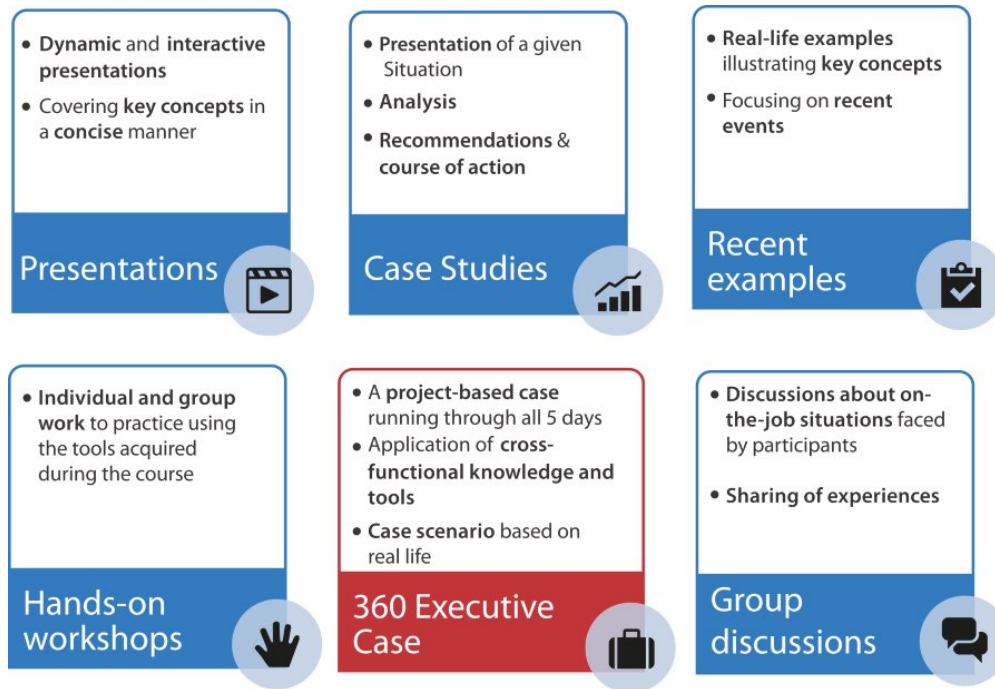 • Dynamic and interactive
presentations
• Covering key concepts in
a concise manner
Presentations
• Presentation of a given
Situation
• Analysis
• Recommendations &
course of action
Case Studies
• Real-life examples
illustrating key concepts
• Focusing on recent
events
Recent
examples
• Individual and group
work to practice using
the tools acquired
during the course
Hands-on
workshops
• A project-based case
running through all 5 days
• Application of cross-
functional knowledge and
tools
• Case scenario based on
real life
360 Executive
Case
• Discussions about on-
the-job situations faced
by participants
• Sharing of experiences
Group
discussions